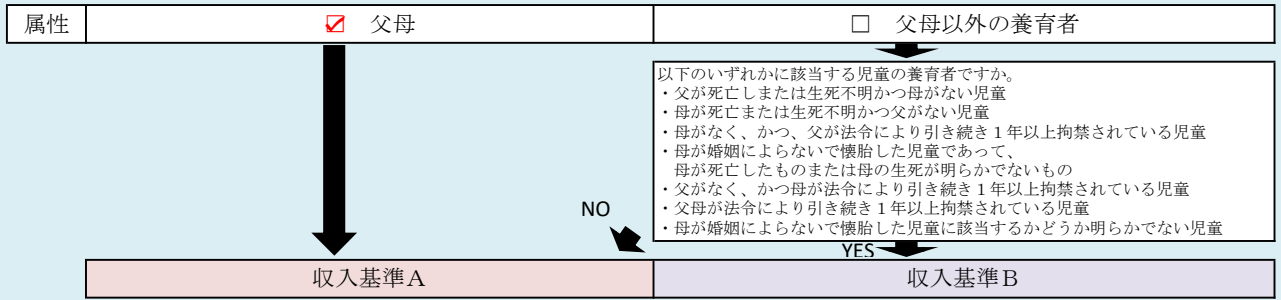 属性
☑ 父母
□ 父母以外の養育者
以下のいずれかに該当する児童の養育者ですか。
・父が死亡しまたは生死不明かつ母がない児童
・母が死亡または生死不明かつ父がない児童
・母がなく、かつ、父が法令により引き続き１年以上拘禁されている児童
・母が婚姻によらないで懐胎した児童であって、
母が死亡したものまたは母の生死が明らかでないもの
・父がなく、かつ母が法令により引き続き１年以上拘禁されている児童
・父母が法令により引き続き１年以上拘禁されている児童
・母が婚姻によらないで懐胎した児童に該当するかどうか明らかでない児童
NO
YES
収入基準A
収入基準B